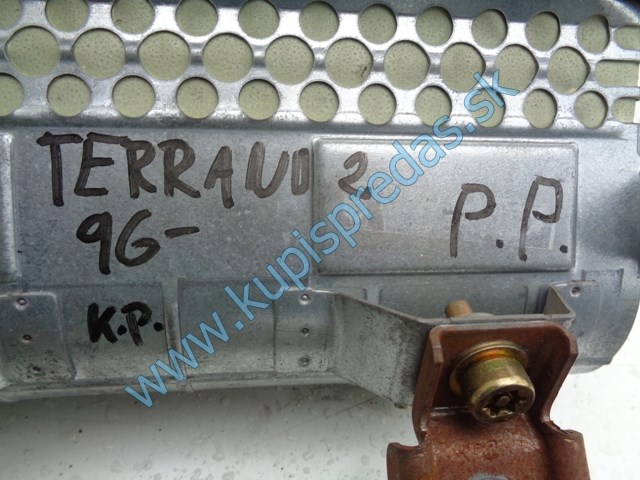 TERRANO 2
96-
P.P.
K.P.
www.kupispredas.sk